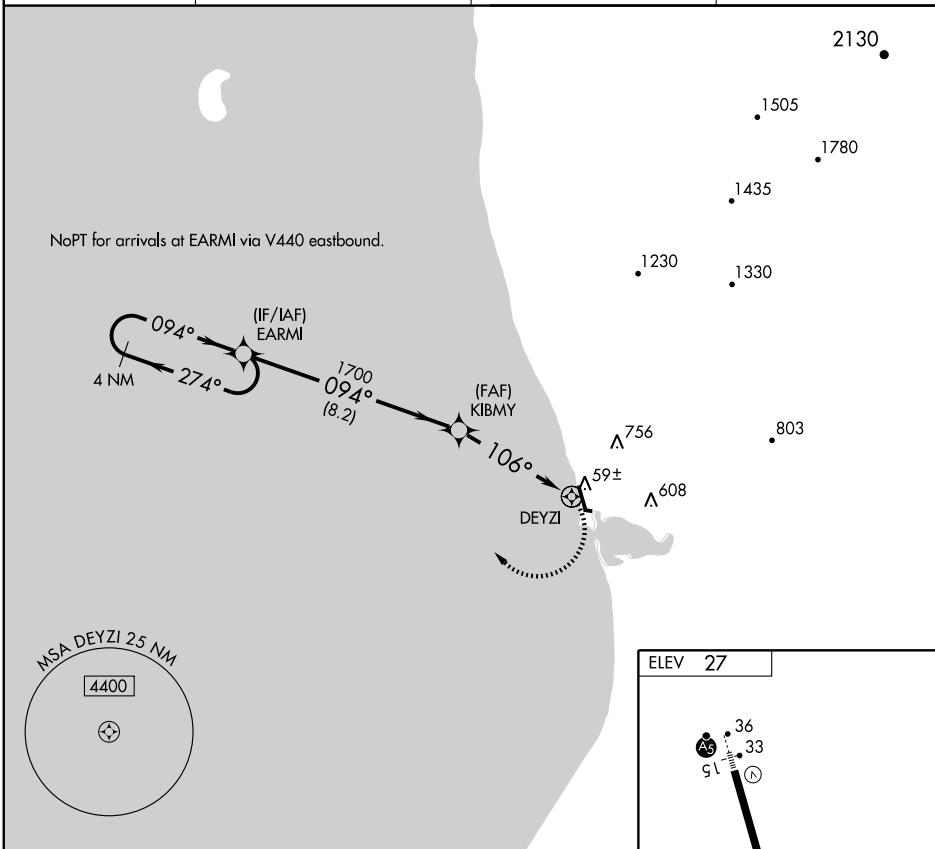 2130
1505
1780
1435
NoPT for arrivals at EARMI via V440 eastbound.
1230
1330
(IF/IAF)
EARMI
094°
4 NM
274°
1700
094°
(8.2)
(FAF)
KIBMY
106°
756
803
59±
608
DEYZI
MSA DEYZI 25 NM
4400
ELEV 27
36
A5
33
15
V